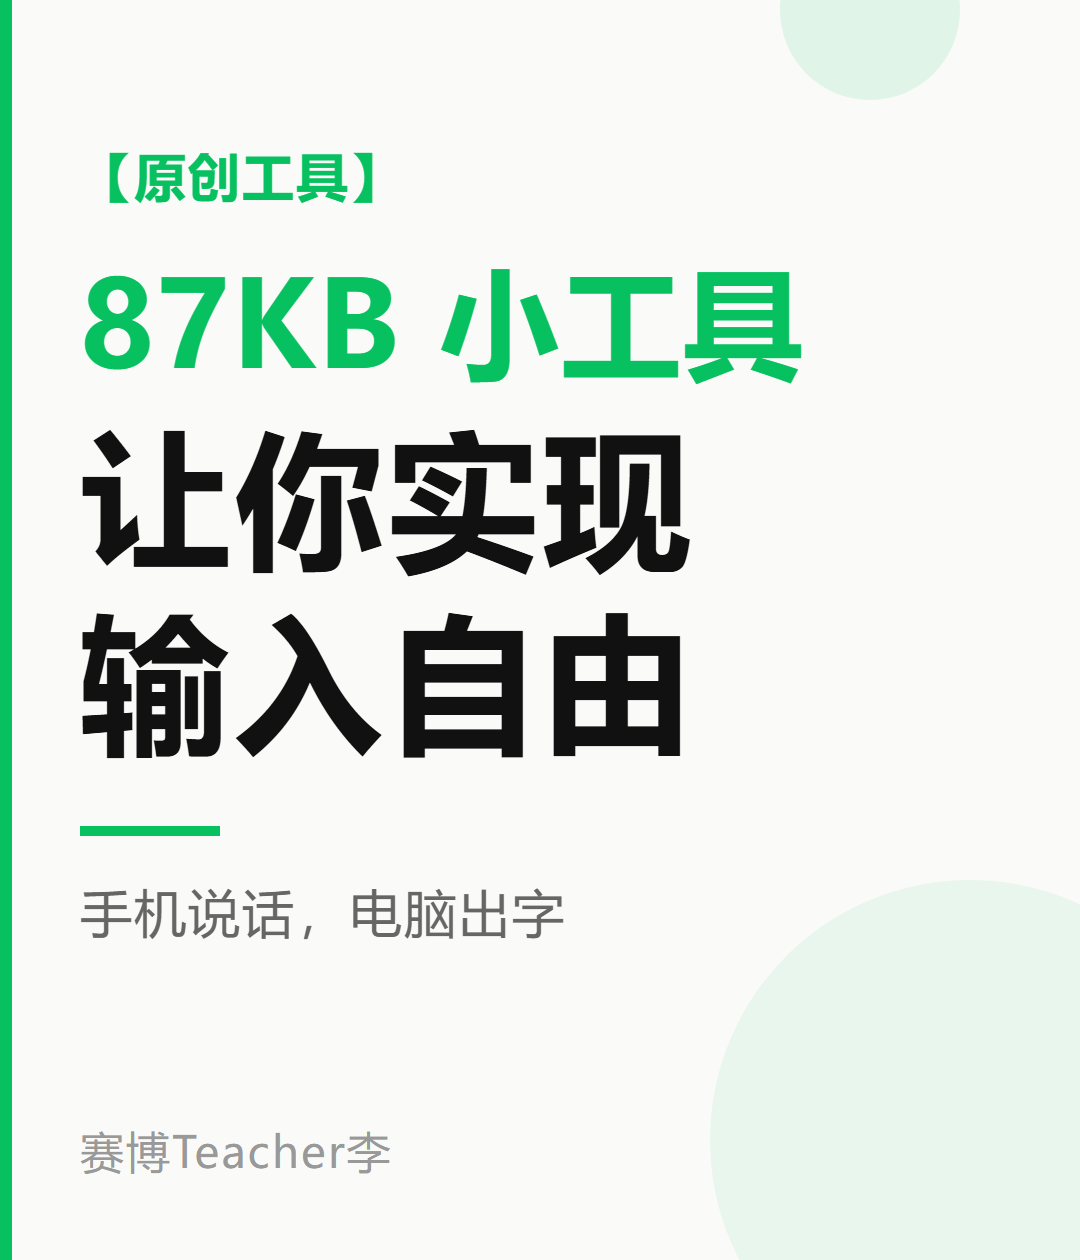 【原创工具】
87KB 小工具
让你实现
输入自由
手机说话，电脑出字
赛博Teacher李